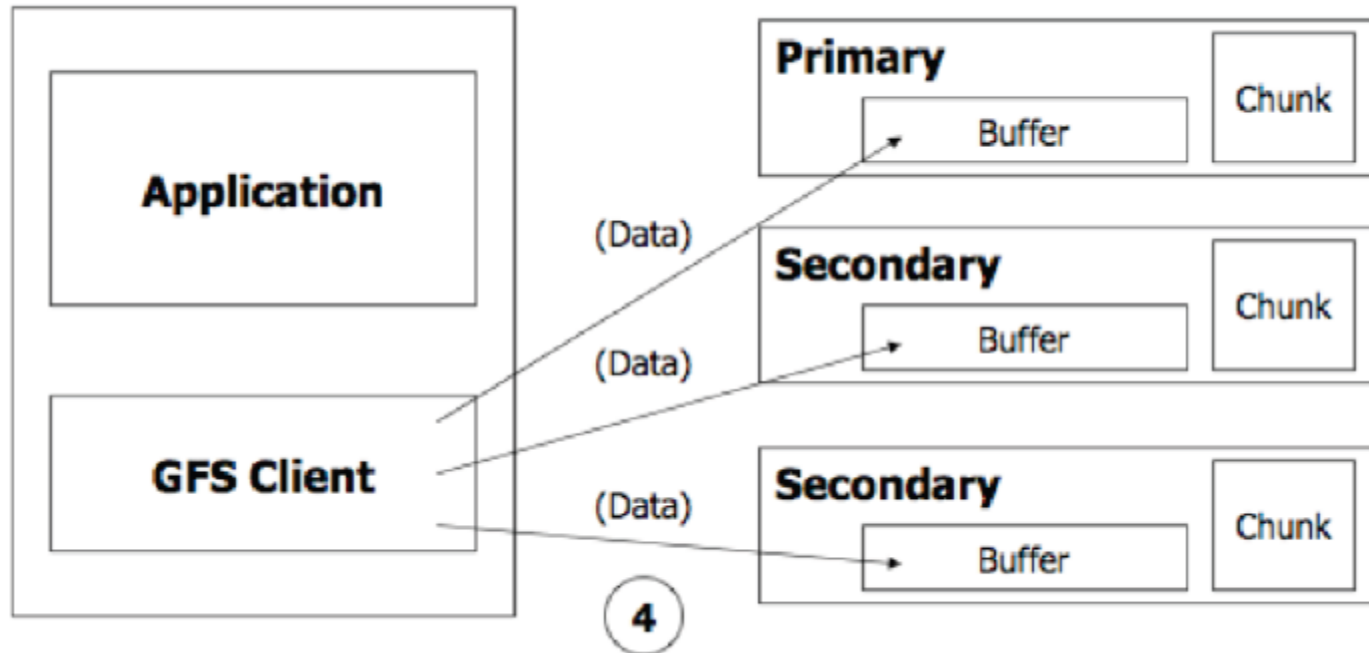 Application
GFS Client
(Data)
(Data)
(Data)
4
Primary
Buffer
Chunk
Secondary
Buffer
Chunk
Secondary
Buffer
Chunk